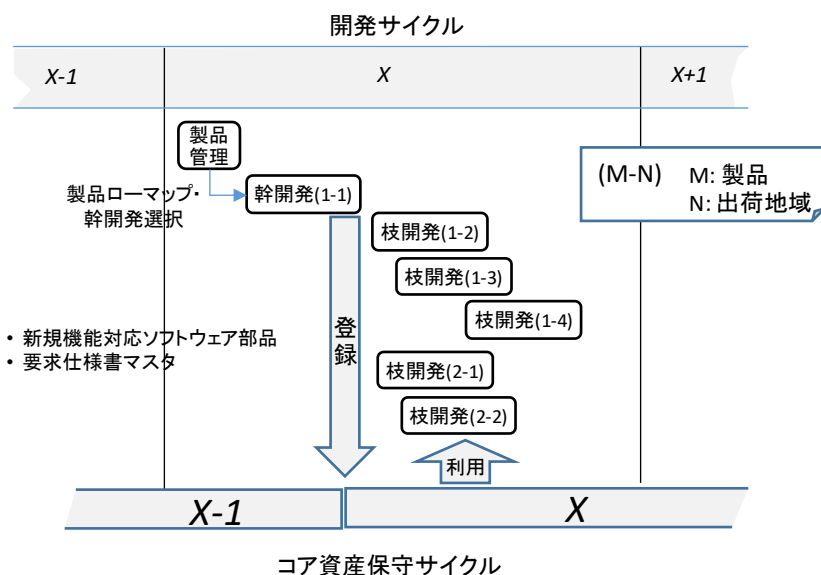 開発サイクル
X-1
X
X+1
製品
管理
(M-N) M: 製品
N: 出荷地域
製品ローマップ・
幹開発選択
幹開発(1-1)
枝開発(1-2)
枝開発(1-3)
枝開発(1-4)
登録
• 新規機能対応ソフトウェア部品
• 要求仕様書マスタ
枝開発(2-1)
枝開発(2-2)
利用
X-1
X
コア資産保守サイクル